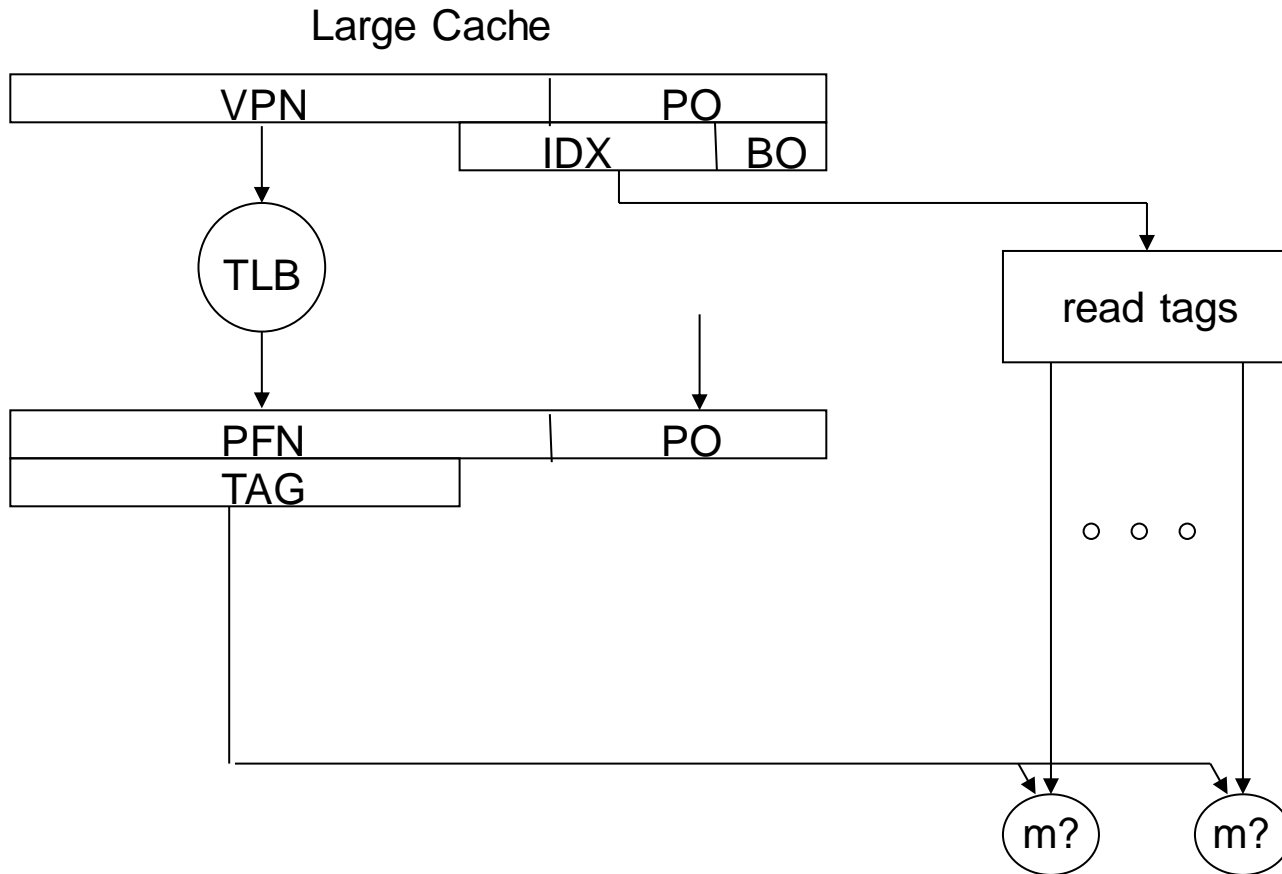 Large Cache
VPN PO
IDX BO
TLB
read tags
PFN PO
TAG
m? m?